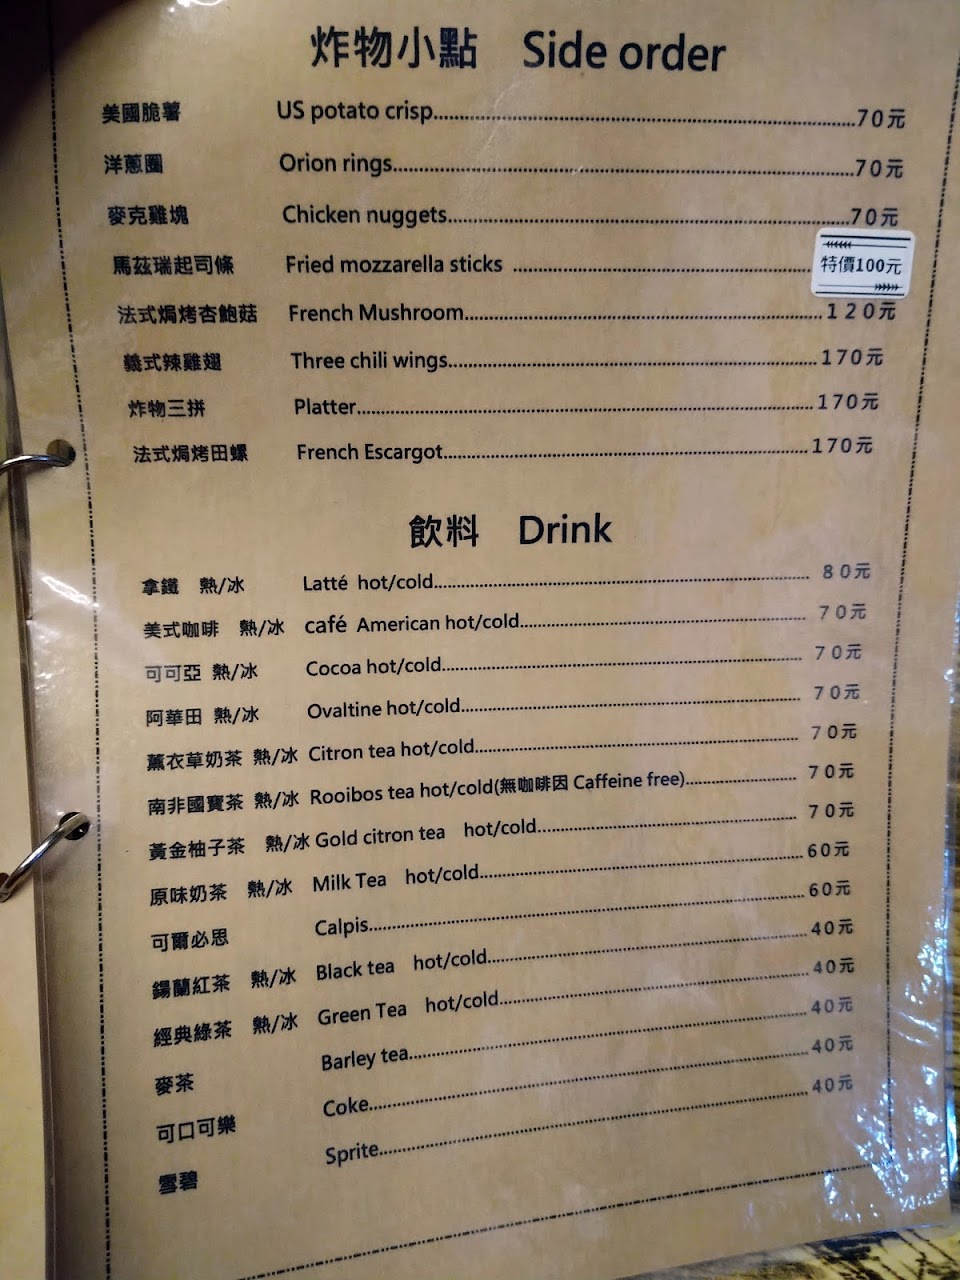 炸物小點 Side order
美國脆薯 US potato crisp 70元
洋蔥圈 Orion rings 70元
麥克雞塊 Chicken nuggets 70元
馬茲瑞起司條 Fried mozzarella sticks 特價100元
法式焗烤杏鮑菇 French Mushroom 120元
義式辣雞翅 Three chili wings 170元
炸物三拼 Platter 170元
法式焗烤田螺 French Escargot 170元
飲料 Drink
拿鐵 熱/冰 Latté hot/cold 80元
美式咖啡 熱/冰 café American hot/cold 70元
可可亞 熱/冰 Cocoa hot/cold 70元
阿華田 熱/冰 Ovaltine hot/cold 70元
薰衣草奶茶 熱/冰 Citron tea hot/cold 70元
南非國寶茶 熱/冰 Rooibos tea hot/cold(無咖啡因 Caffeine free) 70元
黃金柚子茶 熱/冰 Gold citron tea hot/cold 70元
原味奶茶 熱/冰 Milk Tea hot/cold 60元
可爾必思 Calpis 60元
錫蘭紅茶 熱/冰 Black tea hot/cold 40元
經典綠茶 熱/冰 Green Tea hot/cold 40元
麥茶 Barley tea 40元
可口可樂 Coke 40元
雪碧 Sprite 40元